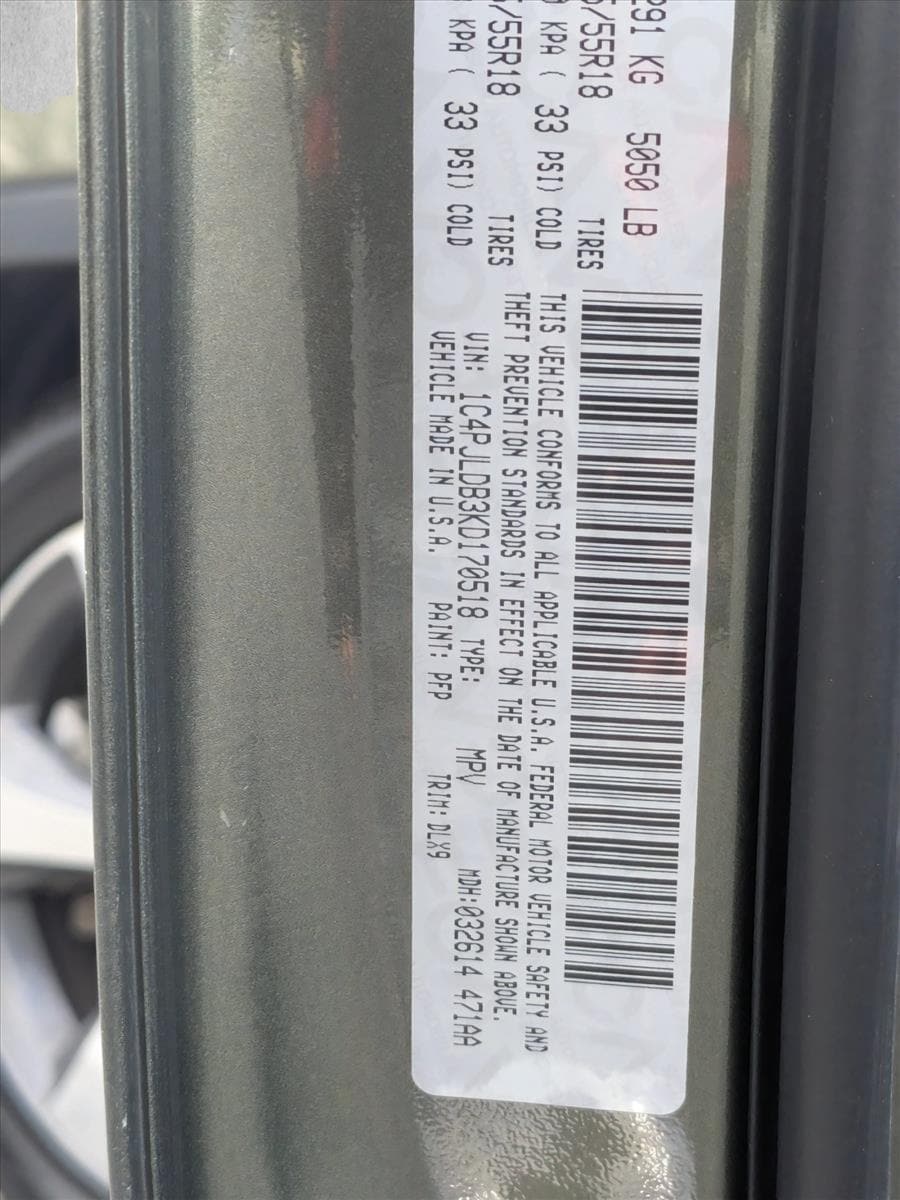 291 KG 5050 LB
/55R18 TIRES
KPA ( 33 PSI) COLD
/55R18 TIRES
KPA ( 33 PSI) COLD
THIS VEHICLE CONFORMS TO ALL APPLICABLE U.S.A. FEDERAL MOTOR VEHICLE SAFETY AND
THEFT PREVENTION STANDARDS IN EFFECT ON THE DATE OF MANUFACTURE SHOWN ABOVE.
VIN: 1C4PJLDB3KD170518 TYPE: MPV MDH:032614 471AA
VEHICLE MADE IN U.S.A. PAINT: PFP TRIM: DLX9